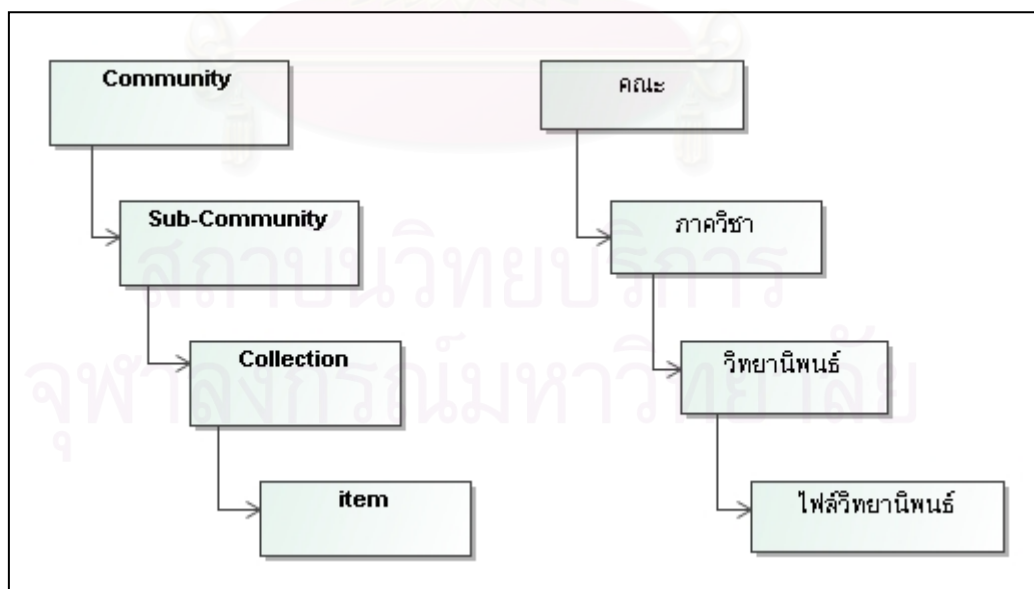 Community
Sub-Community
Collection
item
คณะ
ภาควิชา
วิทยานิพนธ์
ไฟล์วิทยานิพนธ์
สถาบันวิทยบริการ
จุฬาลงกรณ์มหาวิทยาลัย